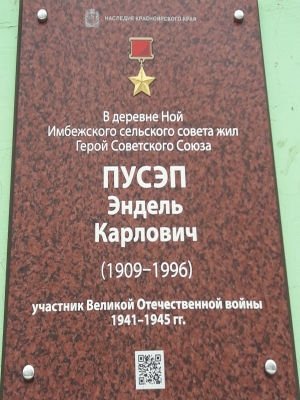 НАСЛЕДИЕ КРАСНОЯРСКОГО КРАЯ
В деревне Ной
Имбежского сельского совета жил
Герой Советского Союза
ПУСЭП
Эндель
Карлович
(1909–1996)
участник Великой Отечественной войны
1941–1945 гг.